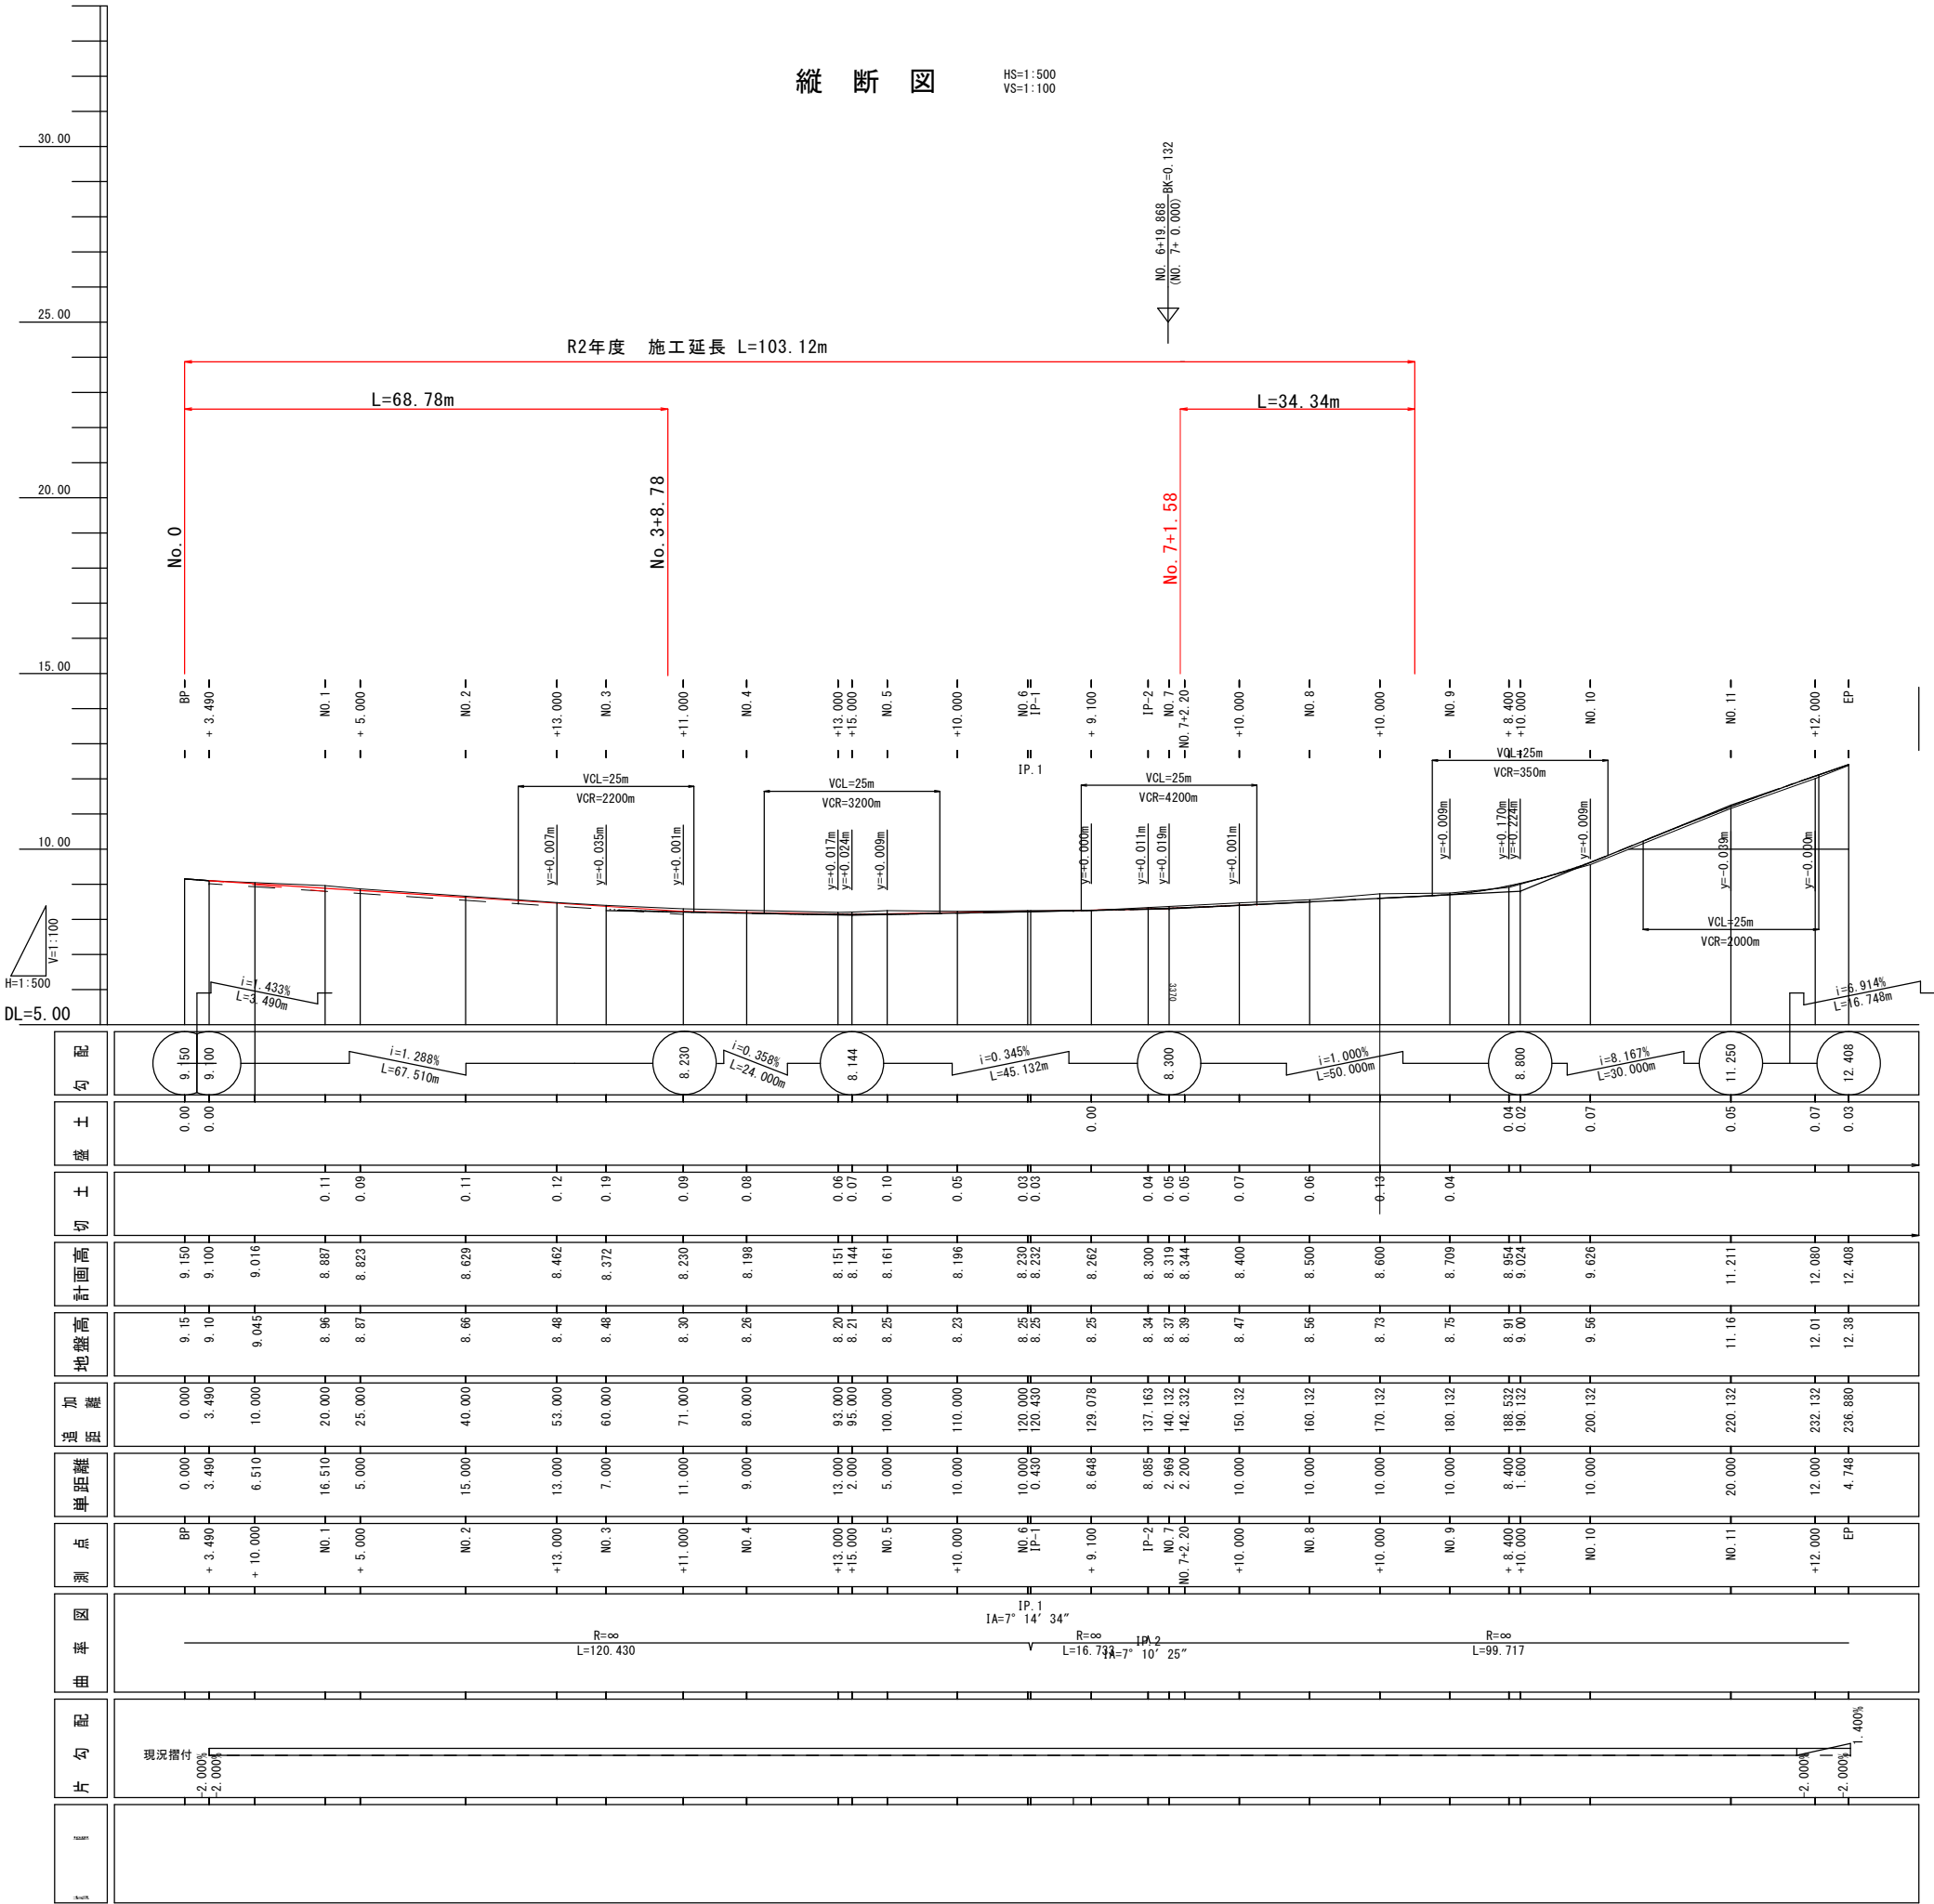 縦 断 図
HS=1:500
VS=1:100
30.00
25.00
20.00
15.00
10.00
DL=5.00
V=1:100
H=1:500
NO. 6+19.868 BK=0.132
(NO. 7+ 0.000)
R2年度 施工延長 L=103.12m
L=68.78m
L=34.34m
No.0
No.3+8.78
No.7+1.58
BP
+ 3.490
NO.1
+ 5.000
NO.2
+13.000
NO.3
+11.000
NO.4
+13.000
+15.000
NO.5
+10.000
NO.6
IP-1
+ 9.100
IP-2
NO.7
NO.7+2.20
+10.000
NO.8
+10.000
NO.9
+ 8.400
+10.000
NO.10
NO.11
+12.000
EP
IP.1
VCL=25m
VCR=2200m
VCL=25m
VCR=3200m
VCL=25m
VCR=4200m
VCL=25m
VCR=350m
VCL=25m
VCR=2000m
y=+0.007m
y=+0.035m
y=+0.001m
y=+0.017m
y=+0.024m
y=+0.009m
y=+0.000m
y=+0.011m
y=+0.019m
y=+0.001m
y=+0.009m
y=+0.170m
y=+0.224m
y=+0.009m
y=-0.039m
y=-0.000m
3370
i=1.433%
L=3.490m
i=6.914%
L=16.748m
勾 配
9.150
9.100
i=1.288%
L=67.510m
8.230
i=0.358%
L=24.000m
8.144
i=0.345%
L=45.132m
8.300
i=1.000%
L=50.000m
8.800
i=8.167%
L=30.000m
11.250
12.408
盛 土
0.00
0.00
0.00
0.04
0.02
0.07
0.05
0.07
0.03
切 土
0.11
0.09
0.11
0.12
0.19
0.09
0.08
0.06
0.07
0.10
0.05
0.03
0.03
0.04
0.05
0.05
0.07
0.06
0.13
0.04
計画高
9.150
9.100
9.016
8.887
8.823
8.629
8.462
8.372
8.230
8.198
8.151
8.144
8.161
8.196
8.230
8.232
8.262
8.300
8.319
8.344
8.400
8.500
8.600
8.709
8.954
9.024
9.626
11.211
12.080
12.408
地盤高
9.15
9.10
9.045
8.96
8.87
8.66
8.48
8.48
8.30
8.26
8.20
8.21
8.25
8.23
8.25
8.25
8.25
8.34
8.37
8.39
8.47
8.56
8.73
8.75
8.91
9.00
9.56
11.16
12.01
12.38
追 加
距 離
0.000
3.490
10.000
20.000
25.000
40.000
53.000
60.000
71.000
80.000
93.000
95.000
100.000
110.000
120.000
120.430
129.078
137.163
140.132
142.332
150.132
160.132
170.132
180.132
188.532
190.132
200.132
220.132
232.132
236.880
単距離
0.000
3.490
6.510
16.510
5.000
15.000
13.000
7.000
11.000
9.000
13.000
2.000
5.000
10.000
10.000
0.430
8.648
8.085
2.969
2.200
10.000
10.000
10.000
10.000
8.400
1.600
10.000
20.000
12.000
4.748
測 点
BP
+ 3.490
+ 10.000
NO.1
+ 5.000
NO.2
+13.000
NO.3
+11.000
NO.4
+13.000
+15.000
NO.5
+10.000
NO.6
IP-1
+ 9.100
IP-2
NO.7
NO.7+2.20
+10.000
NO.8
+10.000
NO.9
+ 8.400
+10.000
NO.10
NO.11
+12.000
EP
曲 率 図
R=∞
L=120.430
IP.1
IA=7° 14′ 34″
R=∞
L=16.733
IP.2
IA=7° 10′ 25″
R=∞
L=99.717
片 勾 配
現況摺付
-2.000%
-2.000%
-2.000%
-2.000%
1.400%